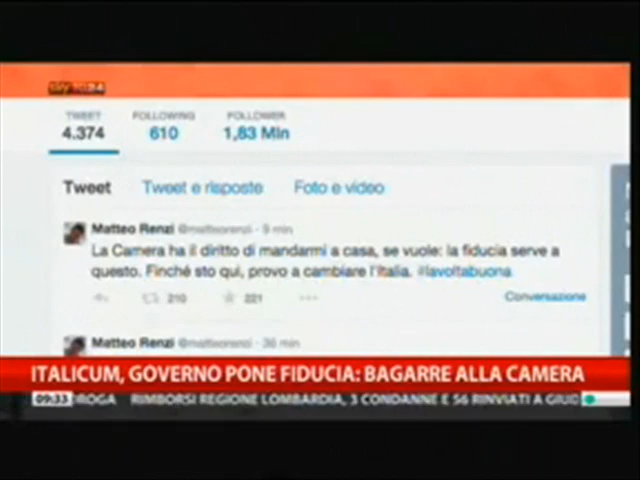 sky TG24
TWEET FOLLOWING FOLLOWER
4.374 610 1,83 Mln
Tweet Tweet e risposte Foto e video
Matteo Renzi @matteorenzi · 9 min
La Camera ha il diritto di mandarmi a casa, se vuole: la fiducia serve a
questo. Finché sto qui, provo a cambiare l'Italia. #lavoltabuona
210 221 ··· Conversazione
Matteo Renzi @matteorenzi · 36 min
ITALICUM, GOVERNO PONE FIDUCIA: BAGARRE ALLA CAMERA
09:33 ROGA RIMBORSI REGIONE LOMBARDIA, 3 CONDANNE E 56 RINVIATI A GIUD